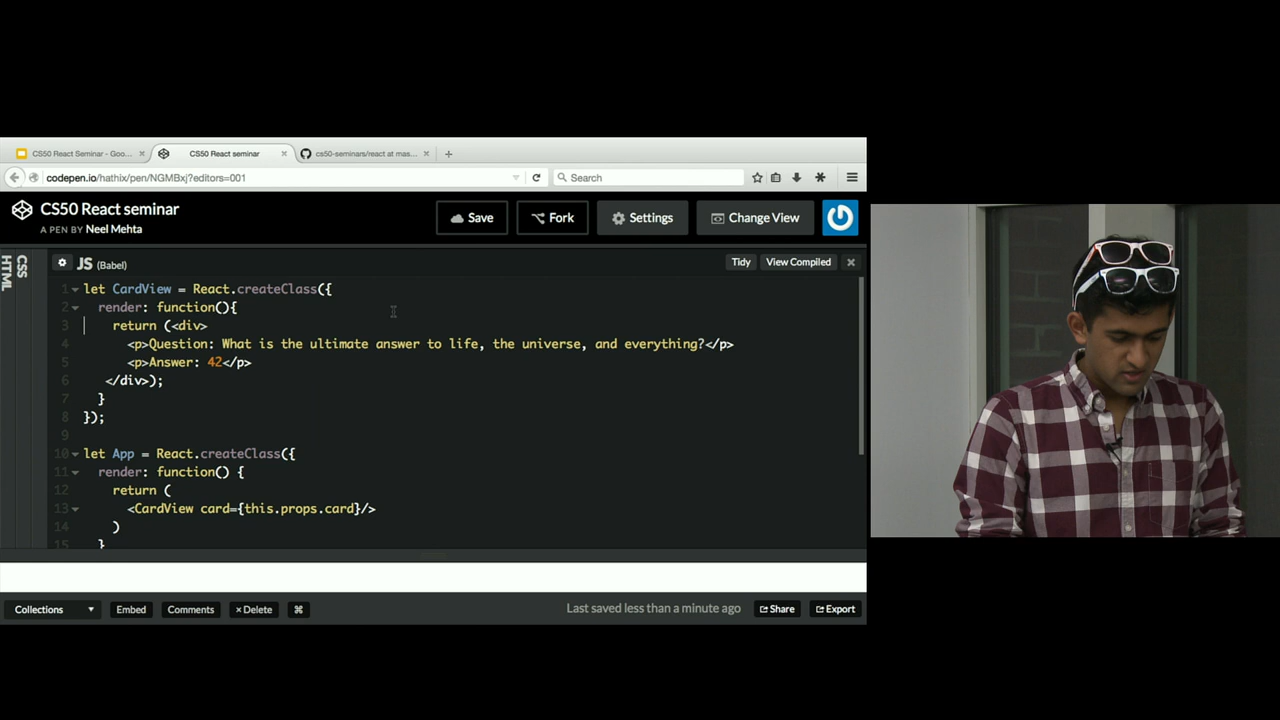 CS50 React Seminar - Goo...
CS50 React seminar
cs50-seminars/react at mas...
codepen.io/hathix/pen/NGMBxj?editors=001
Search
CS50 React seminar
A PEN BY Neel Mehta
Save
Fork
Settings
Change View
HTML
CSS
JS (Babel)
Tidy
View Compiled
1 let CardView = React.createClass({
2 render: function(){
3 return (<div>
4 <p>Question: What is the ultimate answer to life, the universe, and everything?</p>
5 <p>Answer: 42</p>
6 </div>);
7 }
8 });
9
10 let App = React.createClass({
11 render: function() {
12 return (
13 <CardView card={this.props.card}/>
14 )
15 }
Collections
Embed
Comments
× Delete
⌘
Last saved less than a minute ago
Share
Export